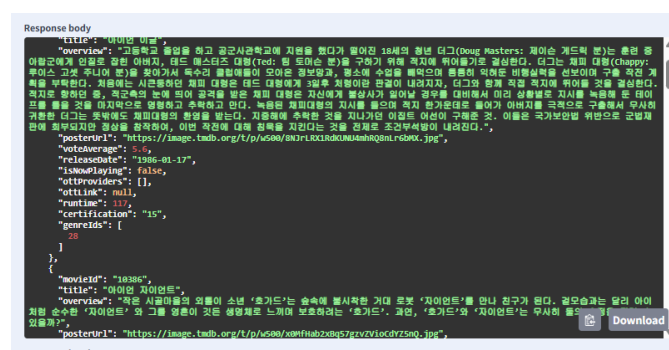 Response body
"title": "아이언 이글",
"overview": "고등학교 졸업을 하고 공군사관학교에 지원을 했다가 떨어진 18세의 청년 더그(Doug Masters: 제이슨 게드릭 분)는 훈련 중
아랍군에게 인질로 잡힌 아버지, 테드 매스터즈 대령(Ted: 팀 토머슨 분)을 구하기 위해 적지에 뛰어들기로 결심한다. 더그는 채피 대령(Chappy:
루이스 고셋 주니어 분)을 찾아가서 독수리 클럽애들이 모아온 정보망과, 평소에 수업을 빼먹으며 틈틈히 익혀둔 비행실력을 선보이며 구출 작전 계
획을 부탁한다. 처음에는 시큰둥하던 채피 대령은 테드 대령에게 3일후 처형이란 판결이 내려지자, 더그와 함께 직접 적지에 뛰어들 것을 결심한다.
적지로 향하던 중, 적군측의 눈에 띄어 공격을 받은 채피 대령은 자신에게 불상사가 일어날 경우를 대비해서 미리 상황별로 지시를 녹음해 둔 테이
프를 틀을 것을 마지막으로 명령하고 추락하고 만다. 녹음된 채피대령의 지시를 들으며 적지 한가운데로 들어가 아버지를 극적으로 구출해서 무사히
귀환한 더그는 뜻밖에도 채피대령의 환영을 받는다. 지중해에 추락한 것을 지나가던 이집트 어선이 구해준 것. 이들은 국가보안법 위반으로 군법재
판에 회부되지만 정상을 참작하여, 이번 작전에 대해 침묵을 지킨다는 것을 전제로 조건부석방이 내려진다.",
"posterUrl": "https://image.tmdb.org/t/p/w500/8NJrLRX1RdKUNU4mhRQ8nLr6bMX.jpg",
"voteAverage": 5.6,
"releaseDate": "1986-01-17",
"isNowPlaying": false,
"ottProviders": [],
"ottLink": null,
"runtime": 117,
"certification": "15",
"genreIds": [
28
]
},
{
"movieId": "10386",
"title": "아이언 자이언트",
"overview": "작은 시골마을의 외톨이 소년 ‘호가드’는 숲속에 불시착한 거대 로봇 ‘자이언트’를 만나 친구가 된다. 겉모습과는 달리 아이
처럼 순수한 ‘자이언트’ 와 그를 영혼이 깃든 생명체로 느끼며 보호하려는 ‘호가드’. 과연, ‘호가드’와 ‘자이언트’는 무사히
있을까?",
"posterUrl": "https://image.tmdb.org/t/p/w500/x0MfHab2xBq57gzvZVioCdYZ5nQ.jpg",
Download